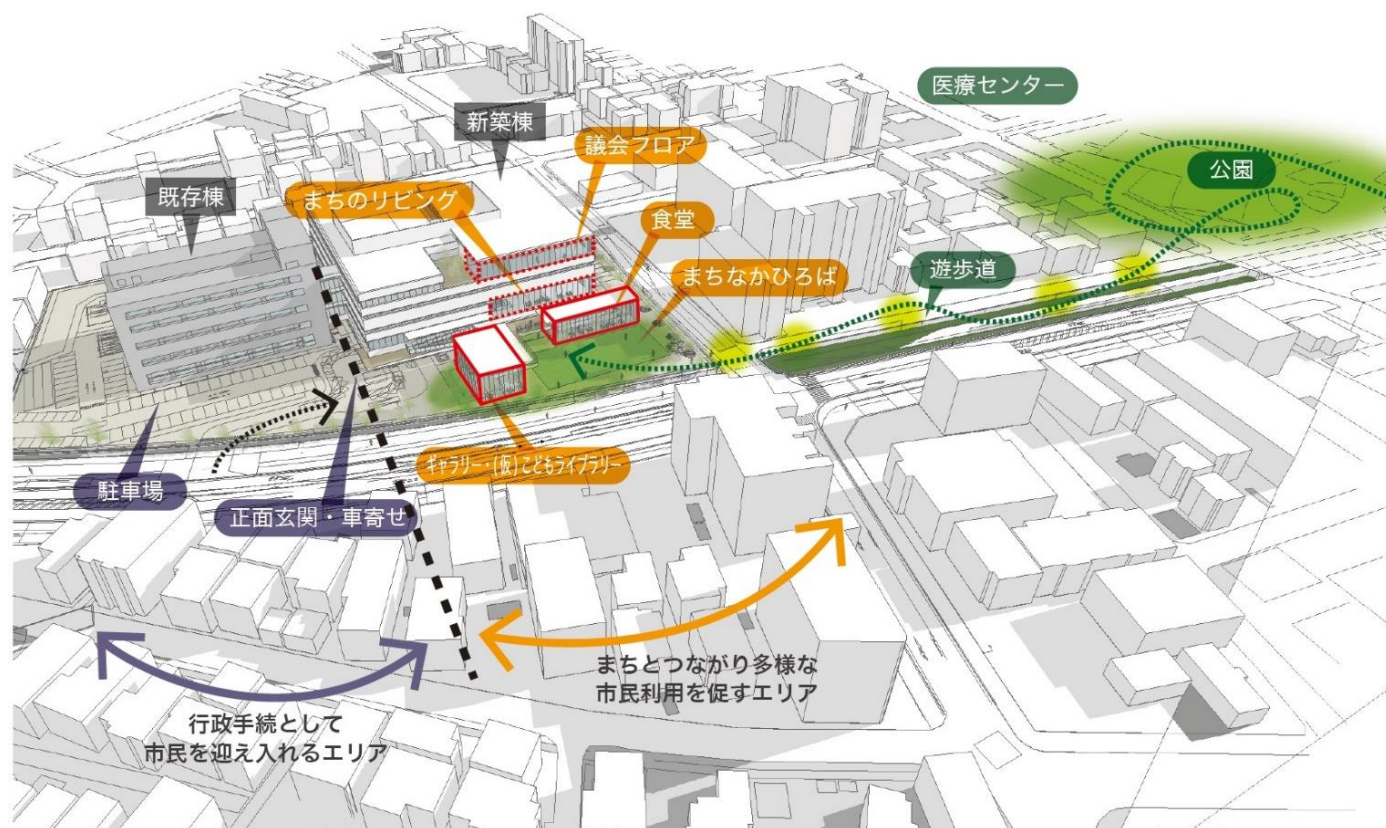 医療センター
新築棟
議会フロア
公園
既存棟
まちのリビング
食堂
まちなかひろば
遊歩道
ギャラリー・(仮)こどもライブラリー
駐車場
正面玄関・車寄せ
まちとつながり多様な
市民利用を促すエリア
行政手続として
市民を迎え入れるエリア